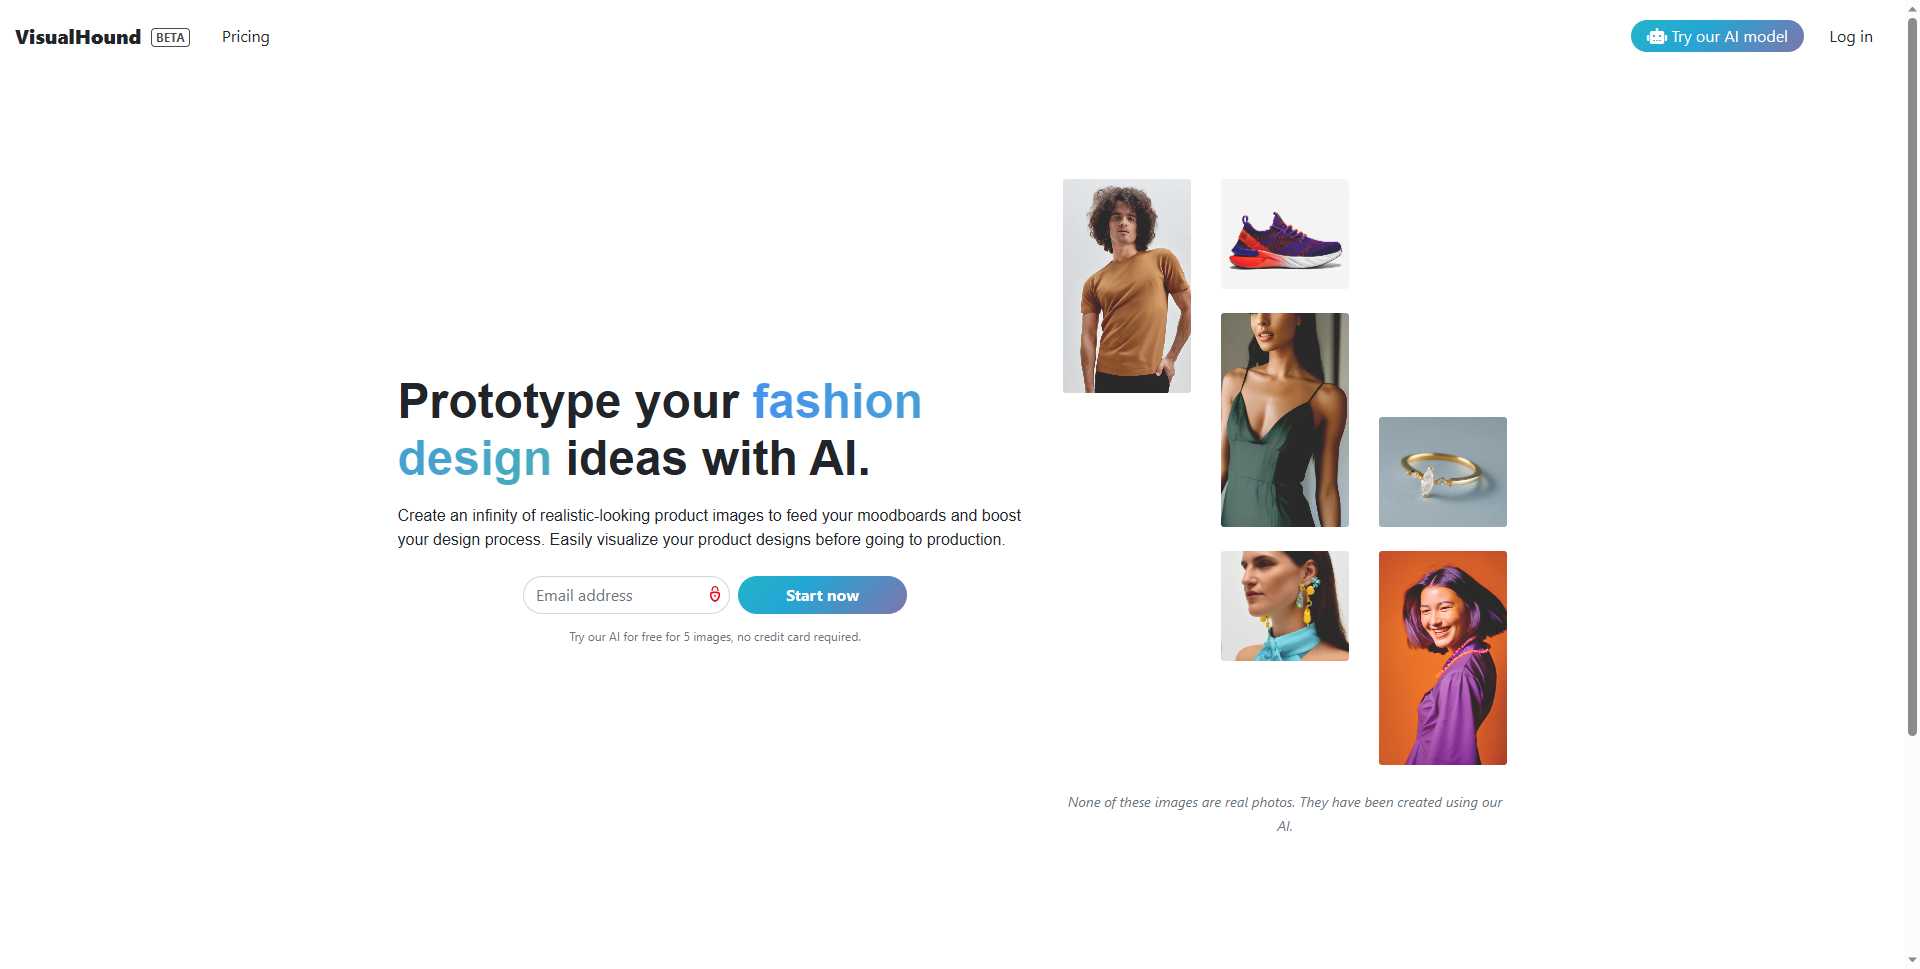 VisualHound BETA Pricing Try our AI model Log in
Prototype your fashion
design ideas with AI.
Create an infinity of realistic-looking product images to feed your moodboards and boost
your design process. Easily visualize your product designs before going to production.
Email address Start now
Try our AI for free for 5 images, no credit card required.
None of these images are real photos. They have been created using our
AI.